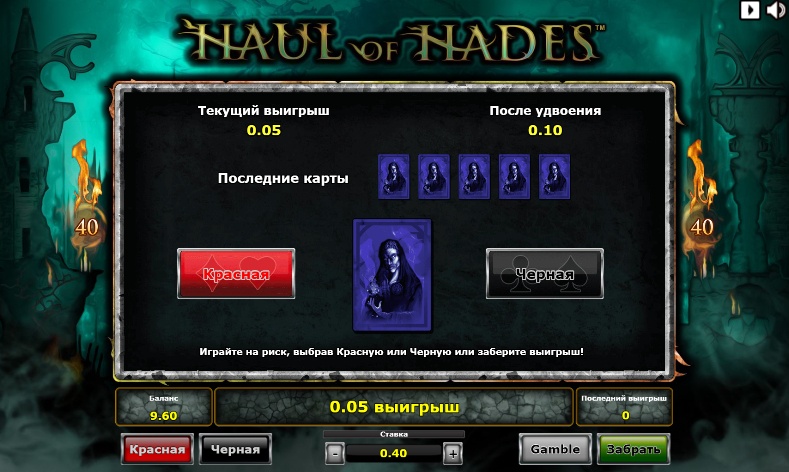 HAUL OF HADES™
Текущий выигрыш
После удвоения
0.05
0.10
Последние карты
40
40
Красная
Черная
Играйте на риск, выбрав Красную или Черную или заберите выигрыш!
Баланс
9.60
0.05 выигрыш
Последний выигрыш
0
Красная
Черная
Ставка
- 0.40 +
Gamble
Забрать